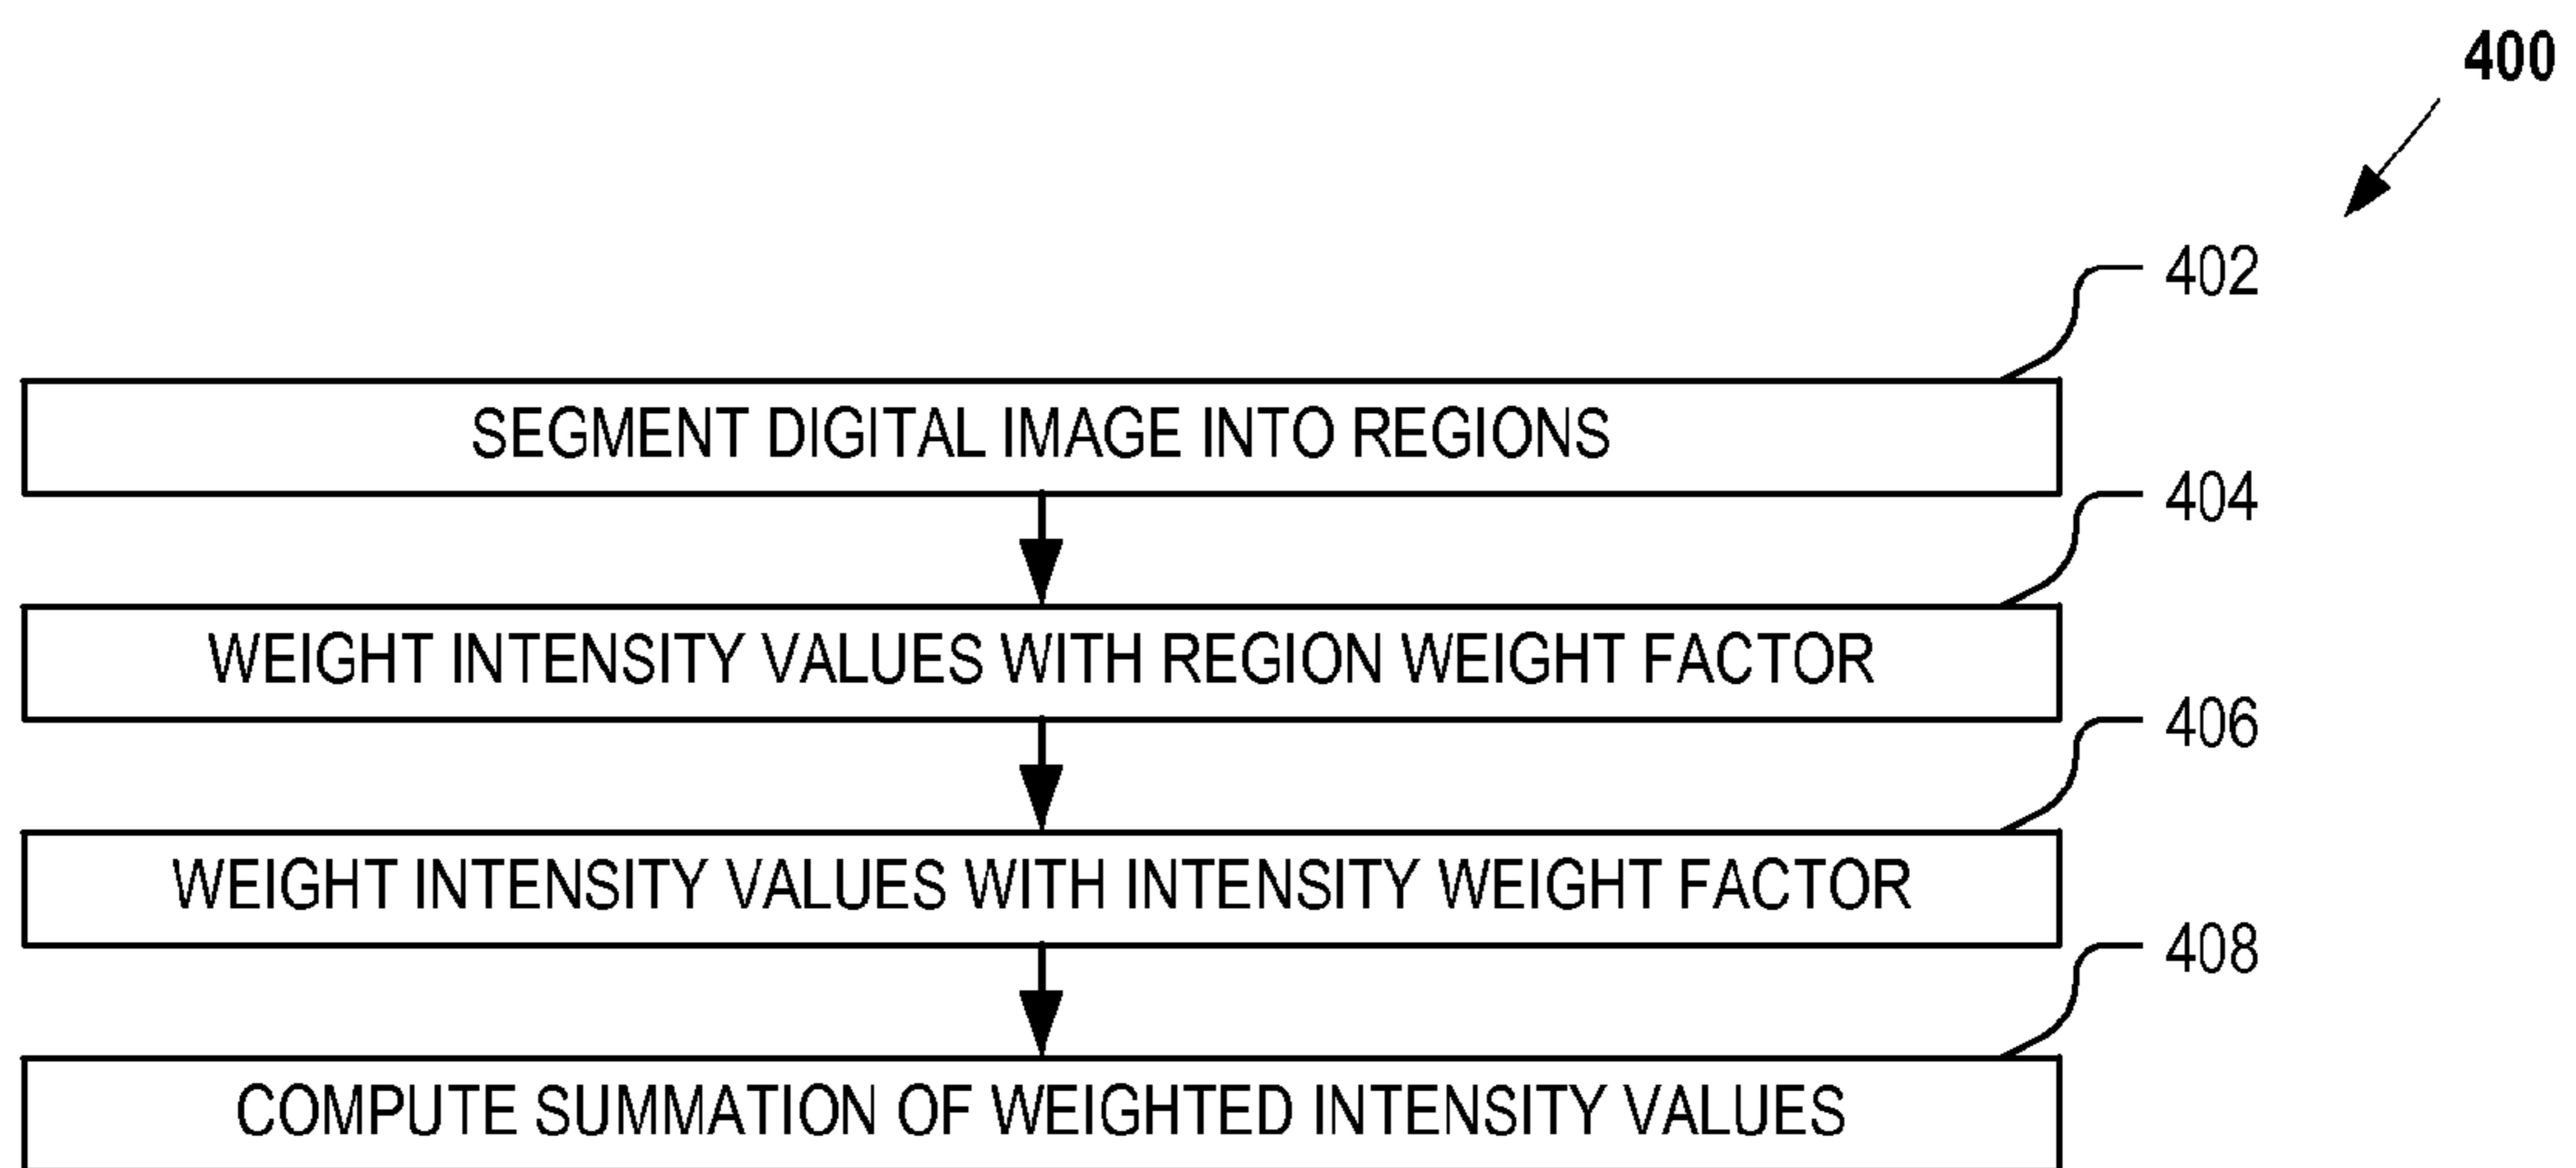 400
402
SEGMENT DIGITAL IMAGE INTO REGIONS
404
WEIGHT INTENSITY VALUES WITH REGION WEIGHT FACTOR
406
WEIGHT INTENSITY VALUES WITH INTENSITY WEIGHT FACTOR
408
COMPUTE SUMMATION OF WEIGHTED INTENSITY VALUES